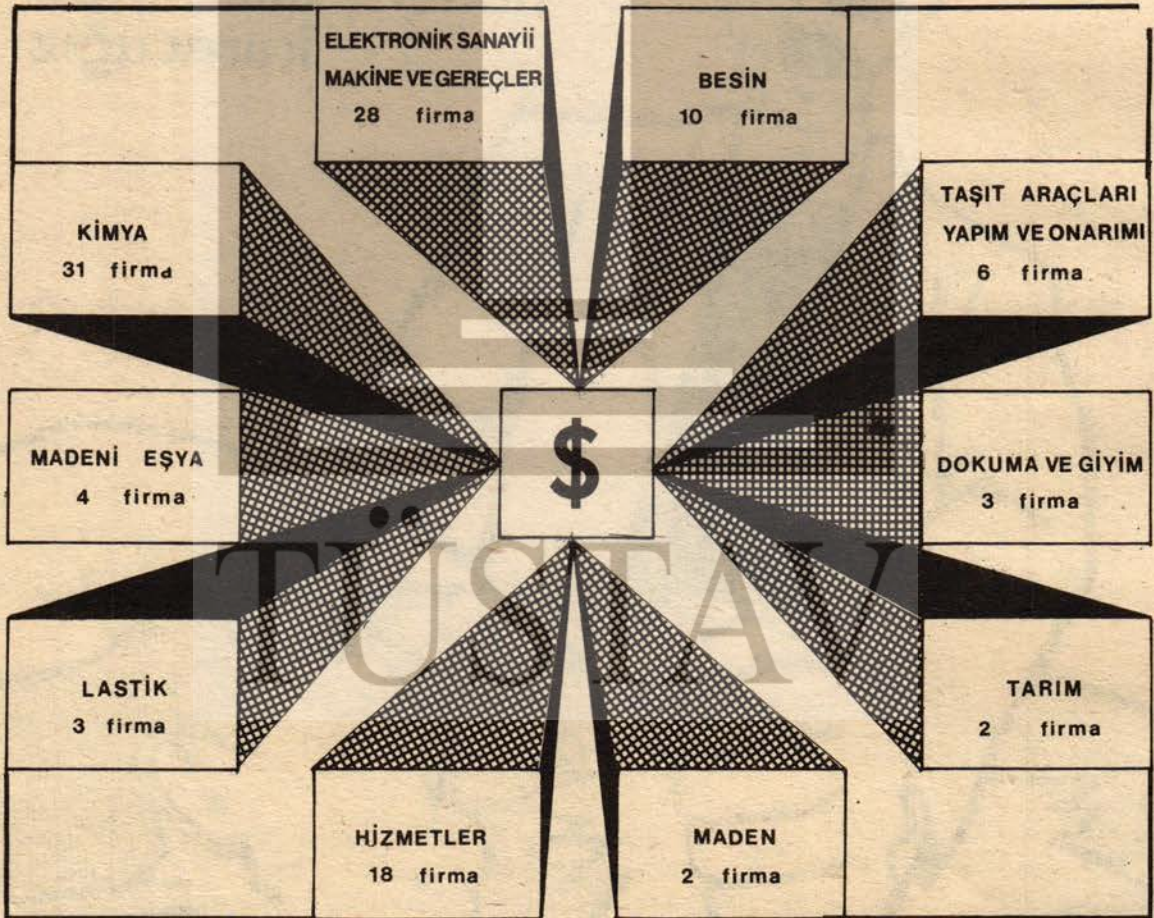 ELEKTRONİK SANAYİİ
MAKİNE VE GEREÇLER
28 firma
BESİN
10 firma
KİMYA
31 firma
TAŞIT ARAÇLARI
YAPIM VE ONARIMI
6 firma
MADENİ EŞYA
4 firma
$
DOKUMA VE GİYİM
3 firma
LASTİK
3 firma
TARIM
2 firma
HİZMETLER
18 firma
MADEN
2 firma
TÜSTAV